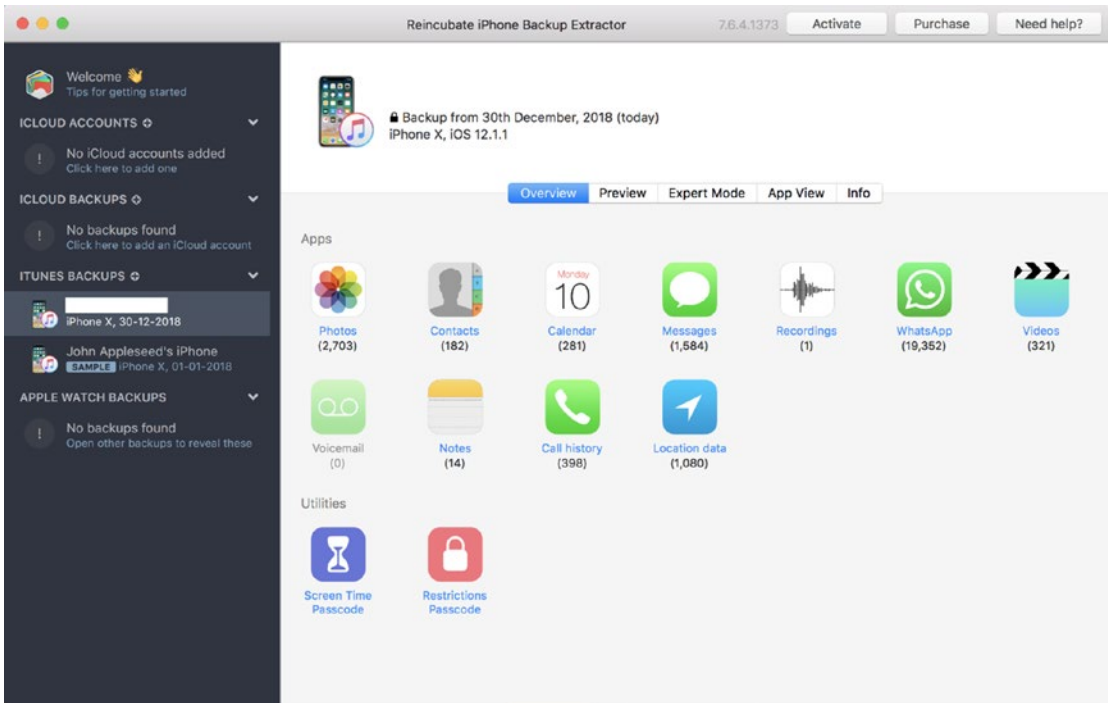 Reincubate iPhone Backup Extractor
7.6.4.1373
Activate
Purchase
Need help?
Welcome 👋
Tips for getting started
ICLOUD ACCOUNTS
No iCloud accounts added
Click here to add one
ICLOUD BACKUPS
No backups found
Click here to add an iCloud account
ITUNES BACKUPS
iPhone X, 30-12-2018
John Appleseed's iPhone
SAMPLE iPhone X, 01-01-2018
APPLE WATCH BACKUPS
No backups found
Open other backups to reveal these
Backup from 30th December, 2018 (today)
iPhone X, iOS 12.1.1
Overview
Preview
Expert Mode
App View
Info
Apps
Photos
(2,703)
Contacts
(182)
Monday
10
Calendar
(281)
Messages
(1,584)
Recordings
(1)
WhatsApp
(19,352)
Videos
(321)
Voicemail
(0)
Notes
(14)
Call history
(398)
Location data
(1,080)
Utilities
Screen Time
Passcode
Restrictions
Passcode